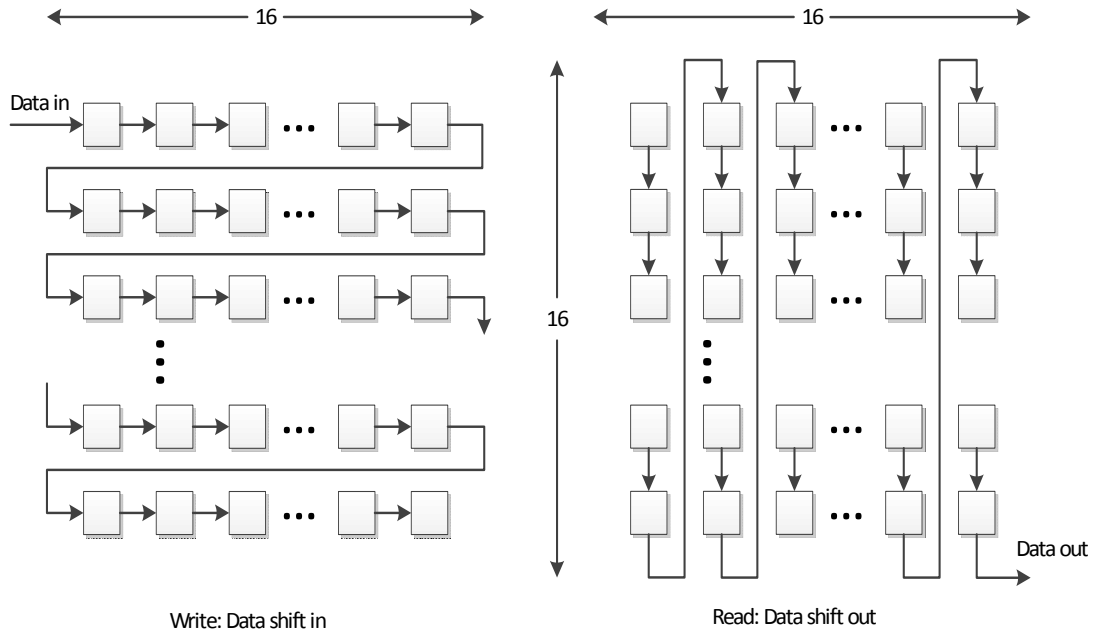 16
16
Data in
16
Data out
Write: Data shift in
Read: Data shift out